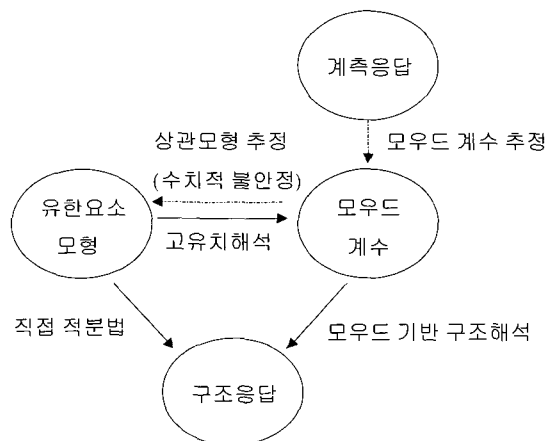 계측응답
상관모형 추정
(수치적 불안정)
모우드 계수 추정
유한요소
모형
고유치해석
모우드
계수
직접 적분법
모우드 기반 구조해석
구조응답